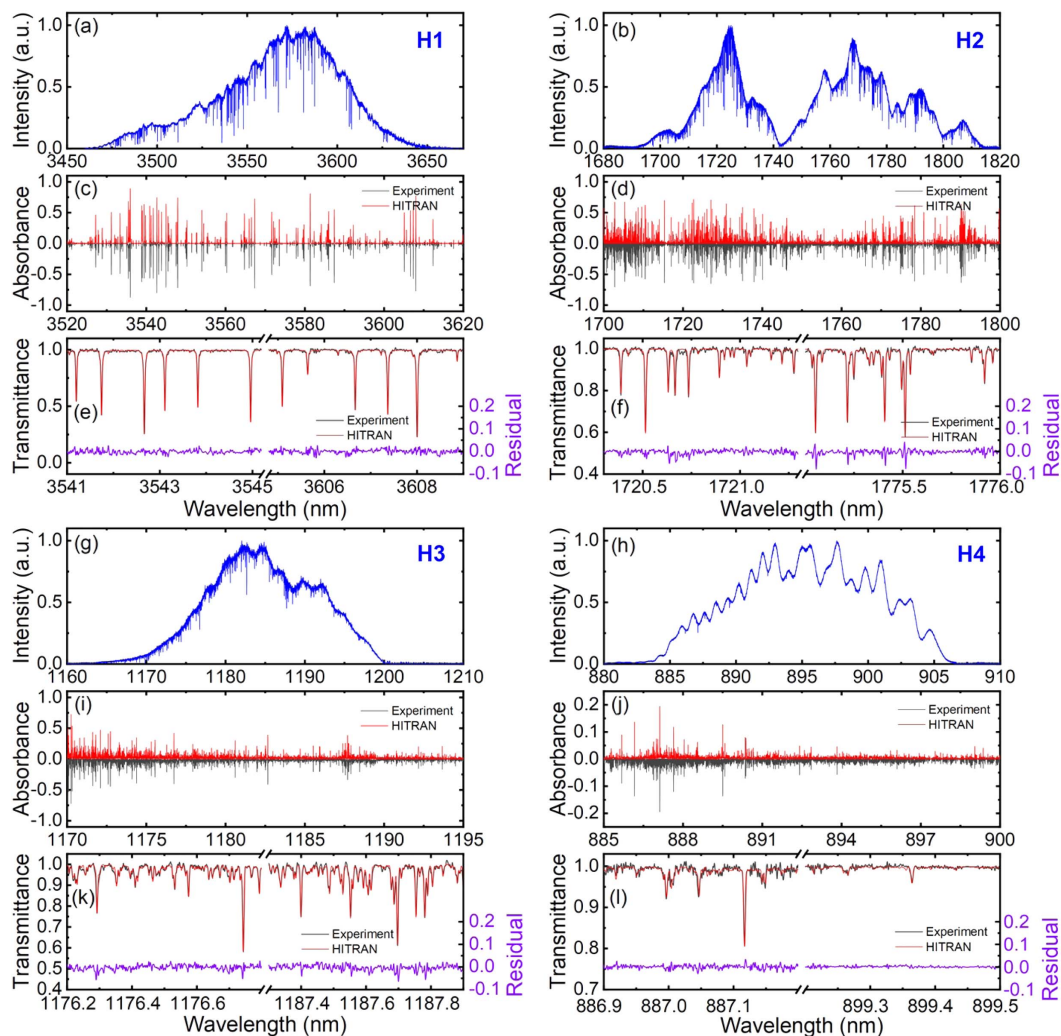 (a)
H1
Intensity (a.u.)
1.0
0.5
0.0
3450 3500 3550 3600 3650
(b)
H2
Intensity (a.u.)
1.0
0.5
0.0
1680 1700 1720 1740 1760 1780 1800 1820
(c)
Experiment
HITRAN
Absorbance
1.0
0.5
0.0
-0.5
-1.0
3520 3540 3560 3580 3600 3620
(d)
Experiment
HITRAN
Absorbance
1.0
0.5
0.0
-0.5
-1.0
1700 1720 1740 1760 1780 1800
(e)
Experiment
HITRAN
Transmittance
1.0
0.5
0.0
0.2
0.1
0.0
-0.1
Residual
3541 3543 3545 3606 3608
Wavelength (nm)
(f)
Experiment
HITRAN
Transmittance
1.0
0.8
0.6
0.4
0.2
0.1
0.0
-0.1
Residual
1720.5 1721.0 1775.5 1776.0
Wavelength (nm)
(g)
H3
Intensity (a.u.)
1.0
0.5
0.0
1160 1170 1180 1190 1200 1210
(h)
H4
Intensity (a.u.)
1.0
0.5
0.0
880 885 890 895 900 905 910
(i)
Experiment
HITRAN
Absorbance
1.0
0.5
0.0
-0.5
-1.0
1170 1175 1180 1185 1190 1195
(j)
Experiment
HITRAN
Absorbance
0.2
0.1
0.0
-0.1
-0.2
885 888 891 894 897 900
(k)
Experiment
HITRAN
Transmittance
1.0
0.9
0.8
0.7
0.6
0.5
0.4
0.2
0.1
0.0
-0.1
Residual
1176.2 1176.4 1176.6 1187.4 1187.6 1187.8
Wavelength (nm)
(l)
Experiment
HITRAN
Transmittance
1.0
0.9
0.8
0.7
0.2
0.1
0.0
-0.1
Residual
886.9 887.0 887.1 899.3 899.4 899.5
Wavelength (nm)